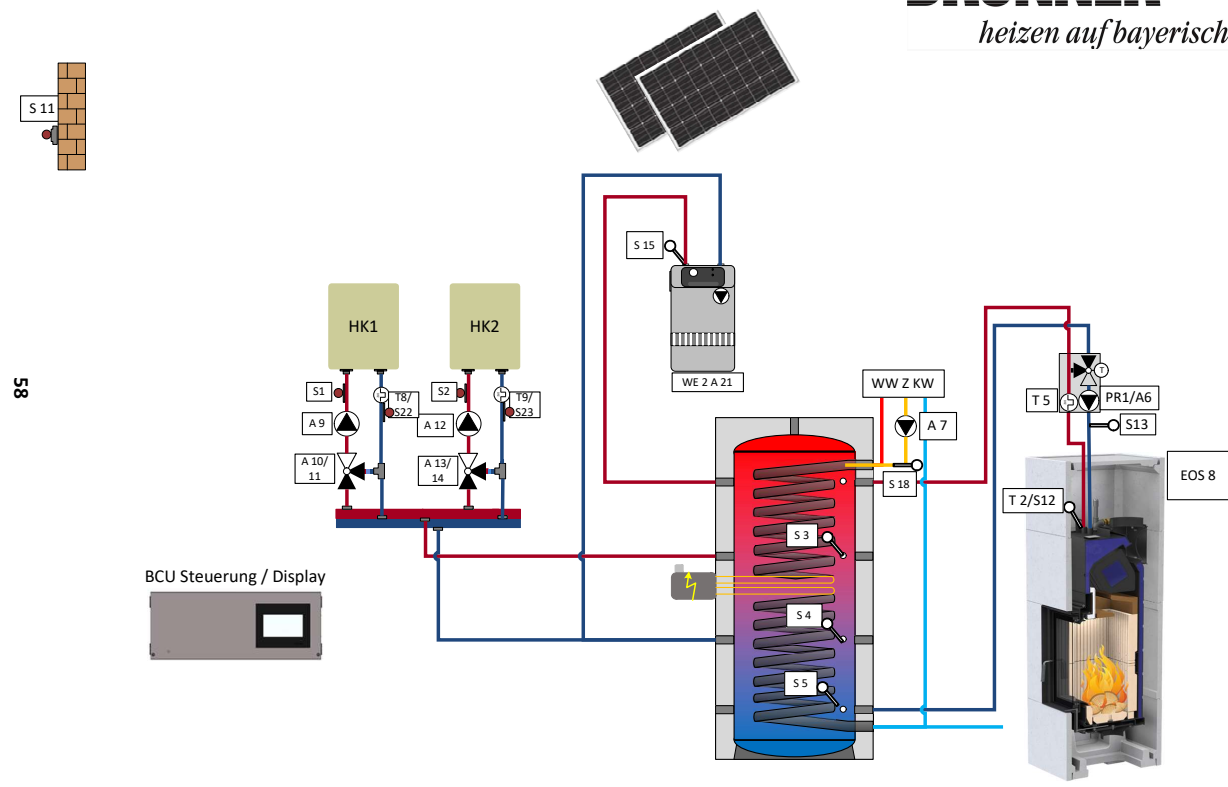 heizen auf bayerisch
S 11
S 15
HK1
HK2
WE 2 A 21
WW Z KW
S1
T8/
S22
S2
T9/
S23
T 5
PR1/A6
A 9
A 12
A 7
S13
A 10/
11
A 13/
14
S 18
EOS 8
T 2/S12
T
58
S 3
BCU Steuerung / Display
S 4
S 5